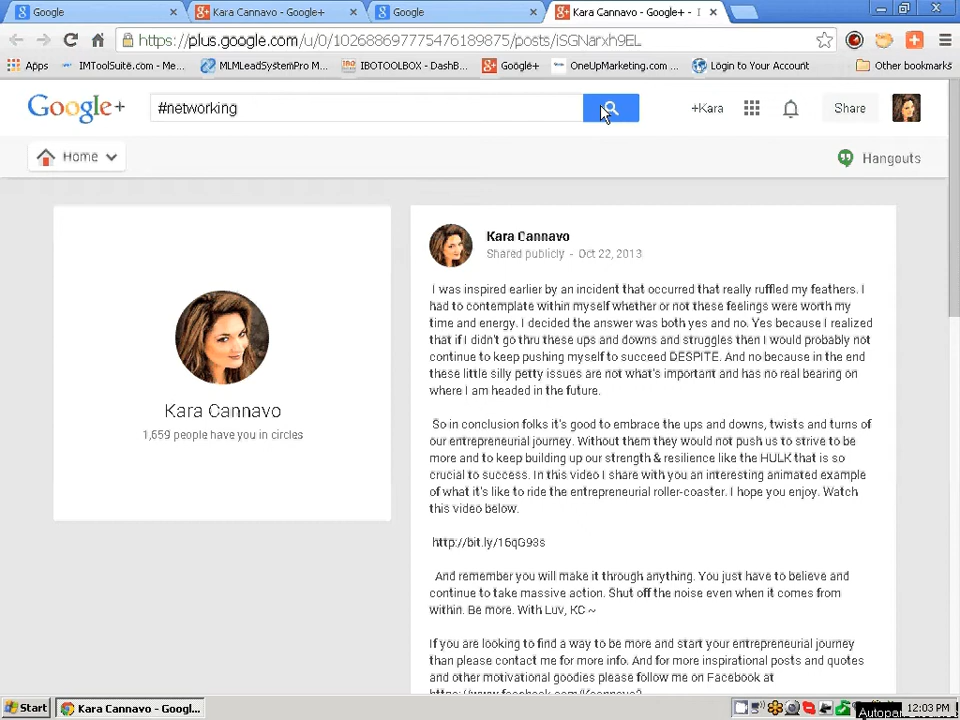 Google
Kara Cannavo - Google+
Google
Kara Cannavo - Google+ - I
https://plus.google.com/u/0/102688697775476189875/posts/iSGNarxh9EL
Apps
IMToolSuite.com - Me...
MLMLeadSystemPro M...
IBOTOOLBOX - DashB...
Google+
OneUpMarketing.com ...
Login to Your Account
Other bookmarks
Google+
#networking
+Kara
Share
Home
Hangouts
Kara Cannavo
1,659 people have you in circles
Kara Cannavo
Shared publicly - Oct 22, 2013
I was inspired earlier by an incident that occurred that really ruffled my feathers. I
had to contemplate within myself whether or not these feelings were worth my
time and energy. I decided the answer was both yes and no. Yes because I realized
that if I didn't go thru these ups and downs and struggles then I would probably not
continue to keep pushing myself to succeed DESPITE. And no because in the end
these little silly petty issues are not what's important and has no real bearing on
where I am headed in the future.
So in conclusion folks it's good to embrace the ups and downs, twists and turns of
our entrepreneurial journey. Without them they would not push us to strive to be
more and to keep building up our strength & resilience like the HULK that is so
crucial to success. In this video I share with you an interesting animated example
of what it's like to ride the entrepreneurial roller-coaster. I hope you enjoy. Watch
this video below.
http://bit.ly/16qG93s
And remember you will make it through anything. You just have to believe and
continue to take massive action. Shut off the noise even when it comes from
within. Be more. With Luv, KC ~
If you are looking to find a way to be more and start your entrepreneurial journey
than please contact me for more info. And for more inspirational posts and quotes
and other motivational goodies please follow me on Facebook at
Start
Kara Cannavo - Googl...
12:03 PM